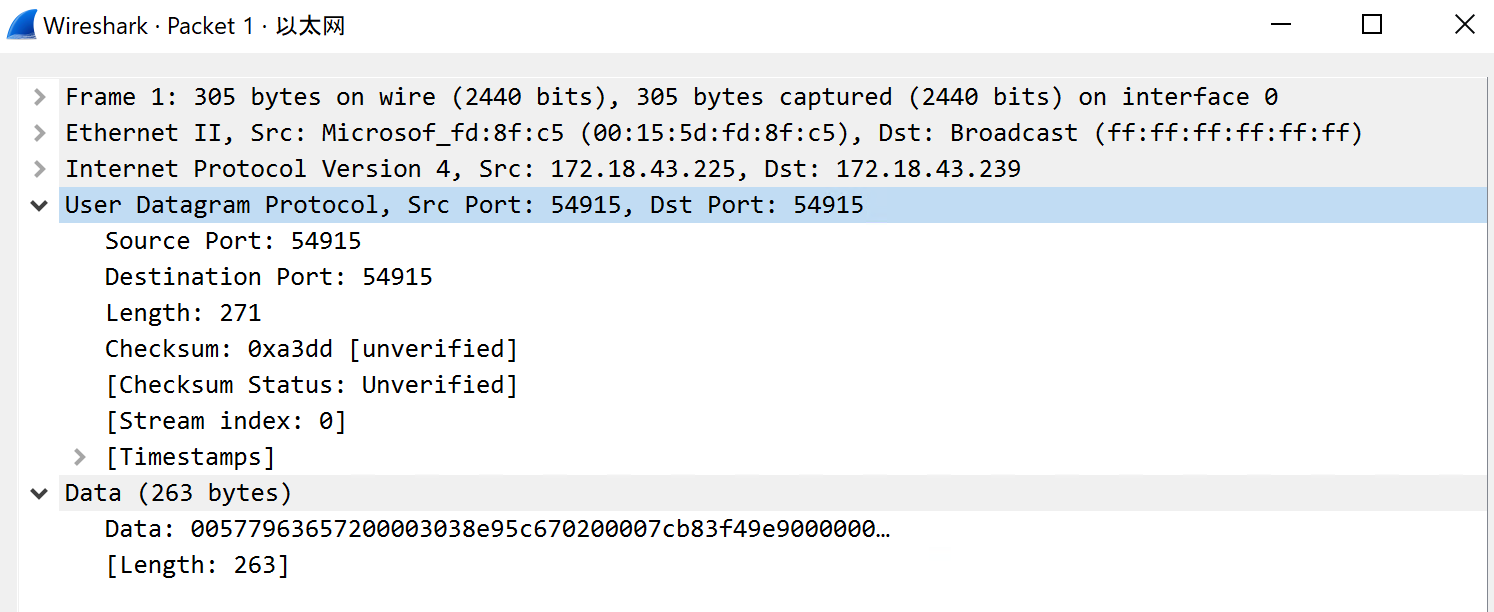 Wireshark · Packet 1 · 以太网
Frame 1: 305 bytes on wire (2440 bits), 305 bytes captured (2440 bits) on interface 0
Ethernet II, Src: Microsof_fd:8f:c5 (00:15:5d:fd:8f:c5), Dst: Broadcast (ff:ff:ff:ff:ff:ff)
Internet Protocol Version 4, Src: 172.18.43.225, Dst: 172.18.43.239
User Datagram Protocol, Src Port: 54915, Dst Port: 54915
Source Port: 54915
Destination Port: 54915
Length: 271
Checksum: 0xa3dd [unverified]
[Checksum Status: Unverified]
[Stream index: 0]
[Timestamps]
Data (263 bytes)
Data: 00577963657200003038e95c670200007cb83f49e9000000…
[Length: 263]